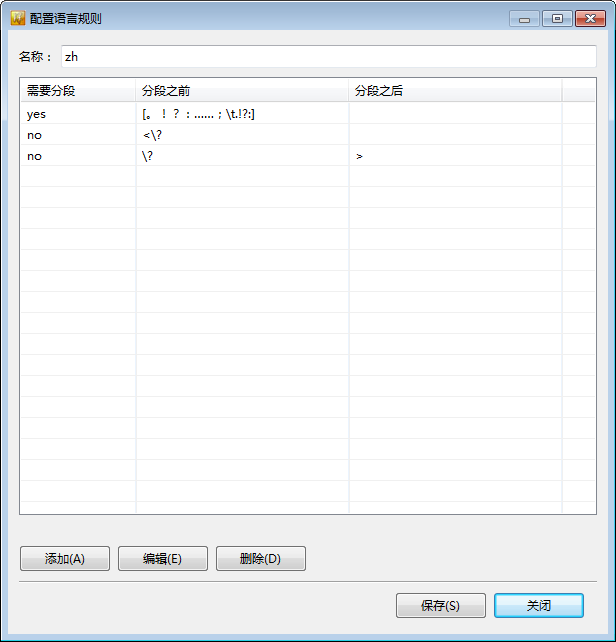 配置语言规则
名称： zh
需要分段 分段之前 分段之后
yes [。！？：……；\t.!?:]
no <\?
no \? >
添加(A) 编辑(E) 删除(D)
保存(S) 关闭